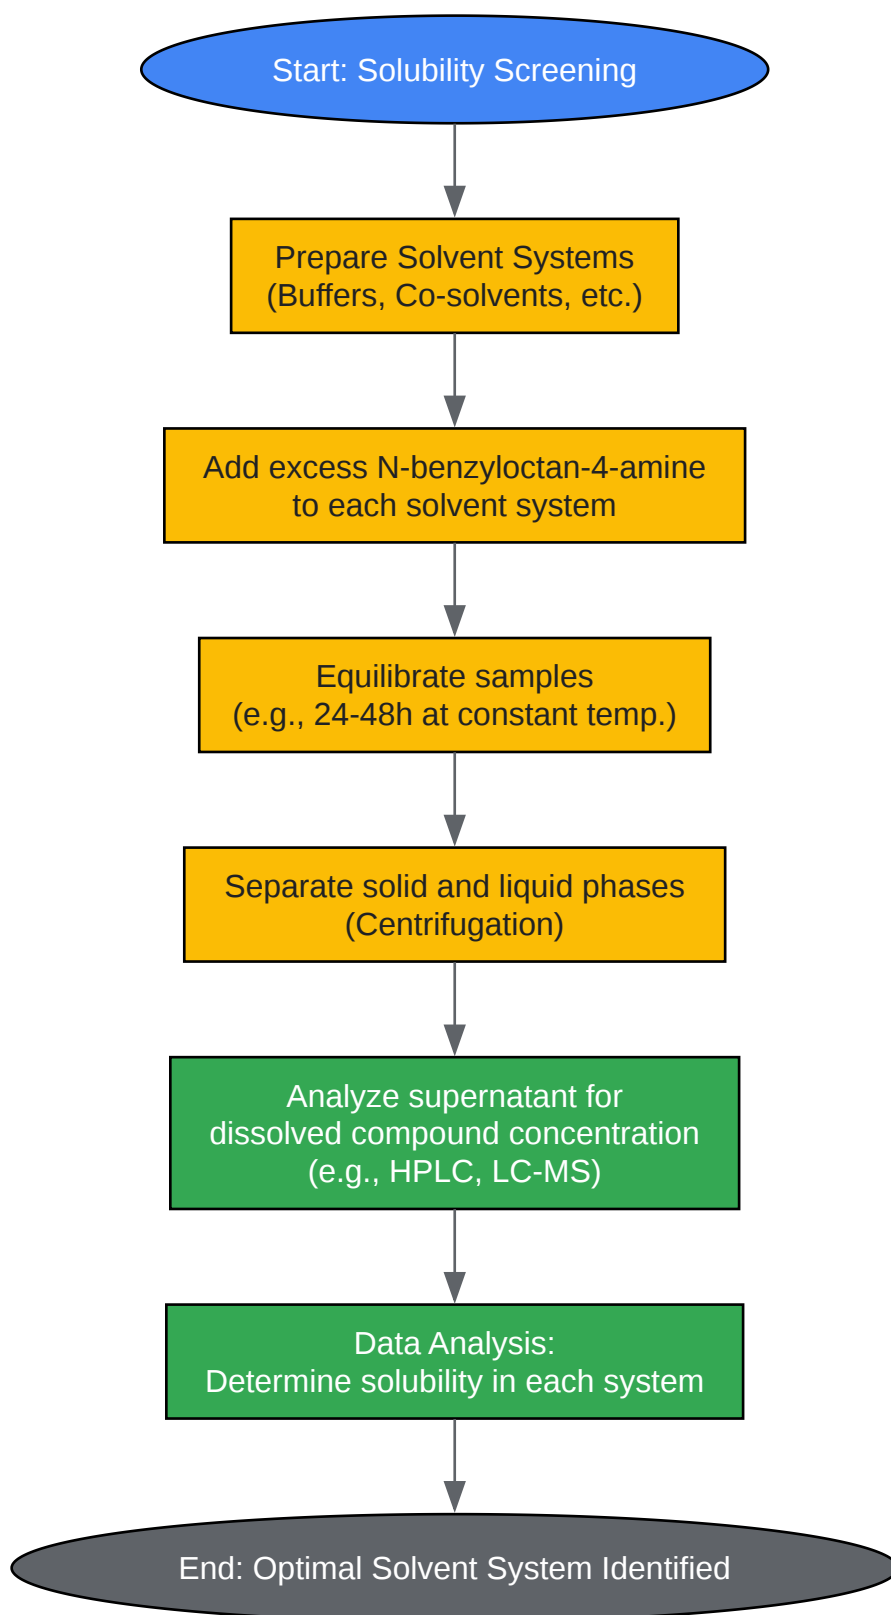 Start: Solubility Screening
Prepare Solvent Systems
(Buffers, Co-solvents, etc.)
Add excess N-benzyloctan-4-amine
to each solvent system
Equilibrate samples
(e.g., 24-48h at constant temp.)
Separate solid and liquid phases
(Centrifugation)
Analyze supernatant for
dissolved compound concentration
(e.g., HPLC, LC-MS)
Data Analysis:
Determine solubility in each system
End: Optimal Solvent System Identified